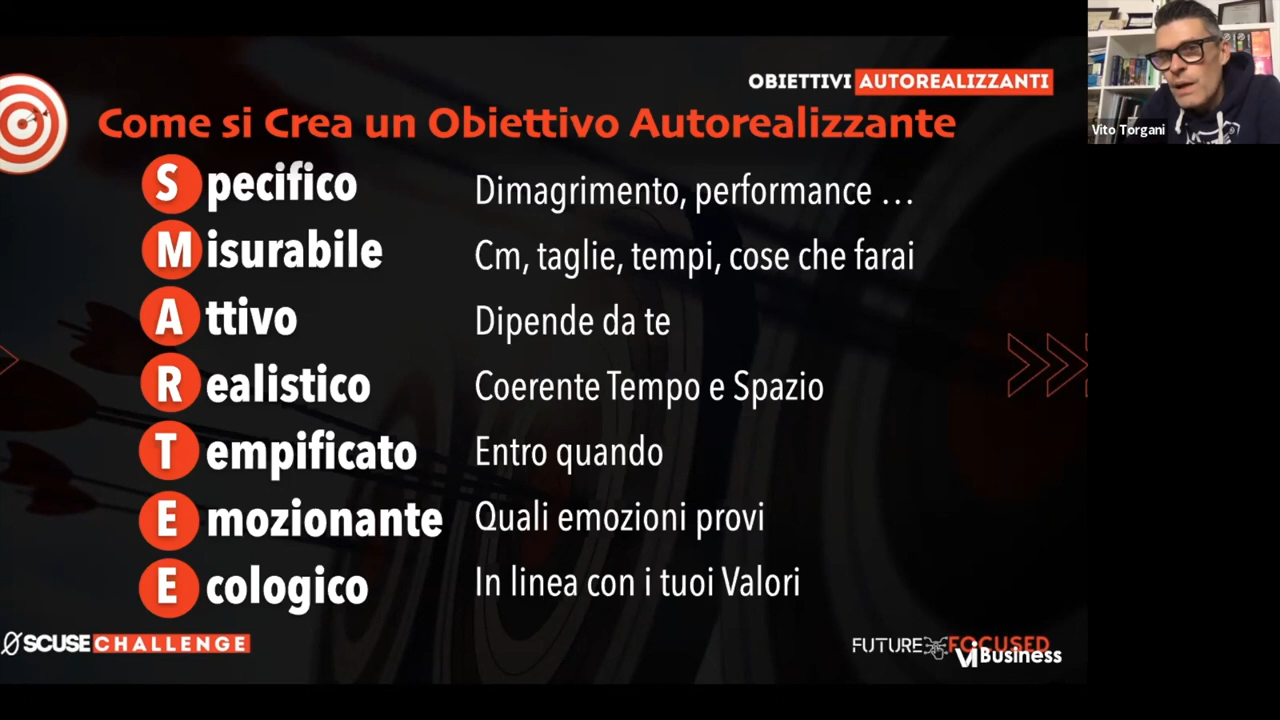 OBIETTIVI AUTOREALIZZANTI
Vito Torgani
Come si Crea un Obiettivo Autorealizzante
Specifico Dimagrimento, performance ...
Misurabile Cm, taglie, tempi, cose che farai
Attivo Dipende da te
Realistico Coerente Tempo e Spazio
Tempificato Entro quando
Emozionante Quali emozioni provi
Ecologico In linea con i tuoi Valori
0SCUSE CHALLENGE
FUTURE FOCUSED
Vi Business